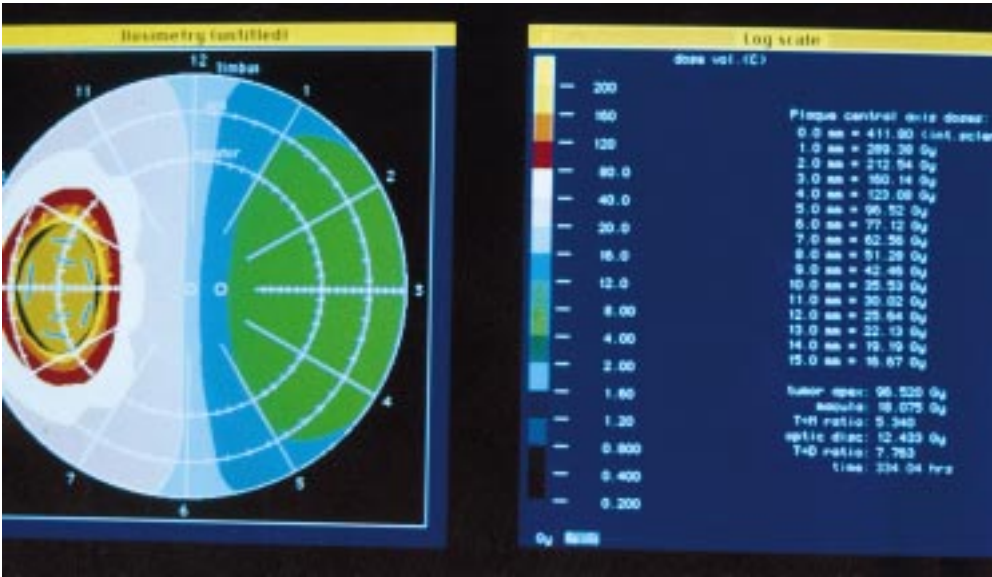 Dosimetry (untitled)
12 limbus
11
1
2
3
4
5
6
7
Log scale
dose vol.(C)
200
160
120
80.0
40.0
20.0
16.0
12.0
8.00
4.00
2.00
1.60
1.20
0.800
0.400
0.200
Gy
Plaque central axis doses:
0.0 mm = 411.80 (int.scler
1.0 mm = 289.38 Gy
2.0 mm = 212.54 Gy
3.0 mm = 160.14 Gy
4.0 mm = 123.08 Gy
5.0 mm = 96.52 Gy
6.0 mm = 77.12 Gy
7.0 mm = 62.56 Gy
8.0 mm = 51.28 Gy
9.0 mm = 42.46 Gy
10.0 mm = 35.53 Gy
11.0 mm = 30.02 Gy
12.0 mm = 25.64 Gy
13.0 mm = 22.13 Gy
14.0 mm = 19.19 Gy
15.0 mm = 16.67 Gy
tumor apex: 96.520 Gy
macula: 18.075 Gy
T÷M ratio: 5.340
optic disc: 12.433 Gy
T÷D ratio: 7.763
time: 334.04 hrs